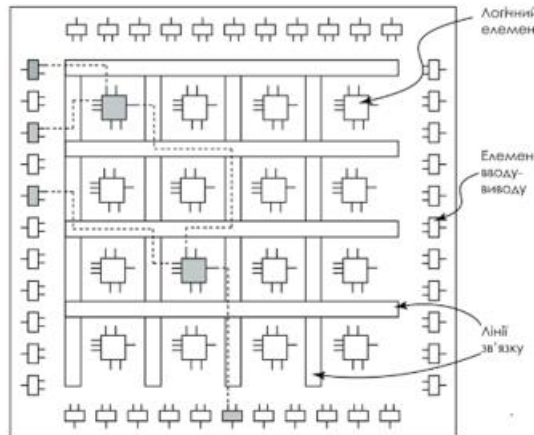 Логічний
елемен
Елемен
вводу-
виводу
Лінії
зв'язку